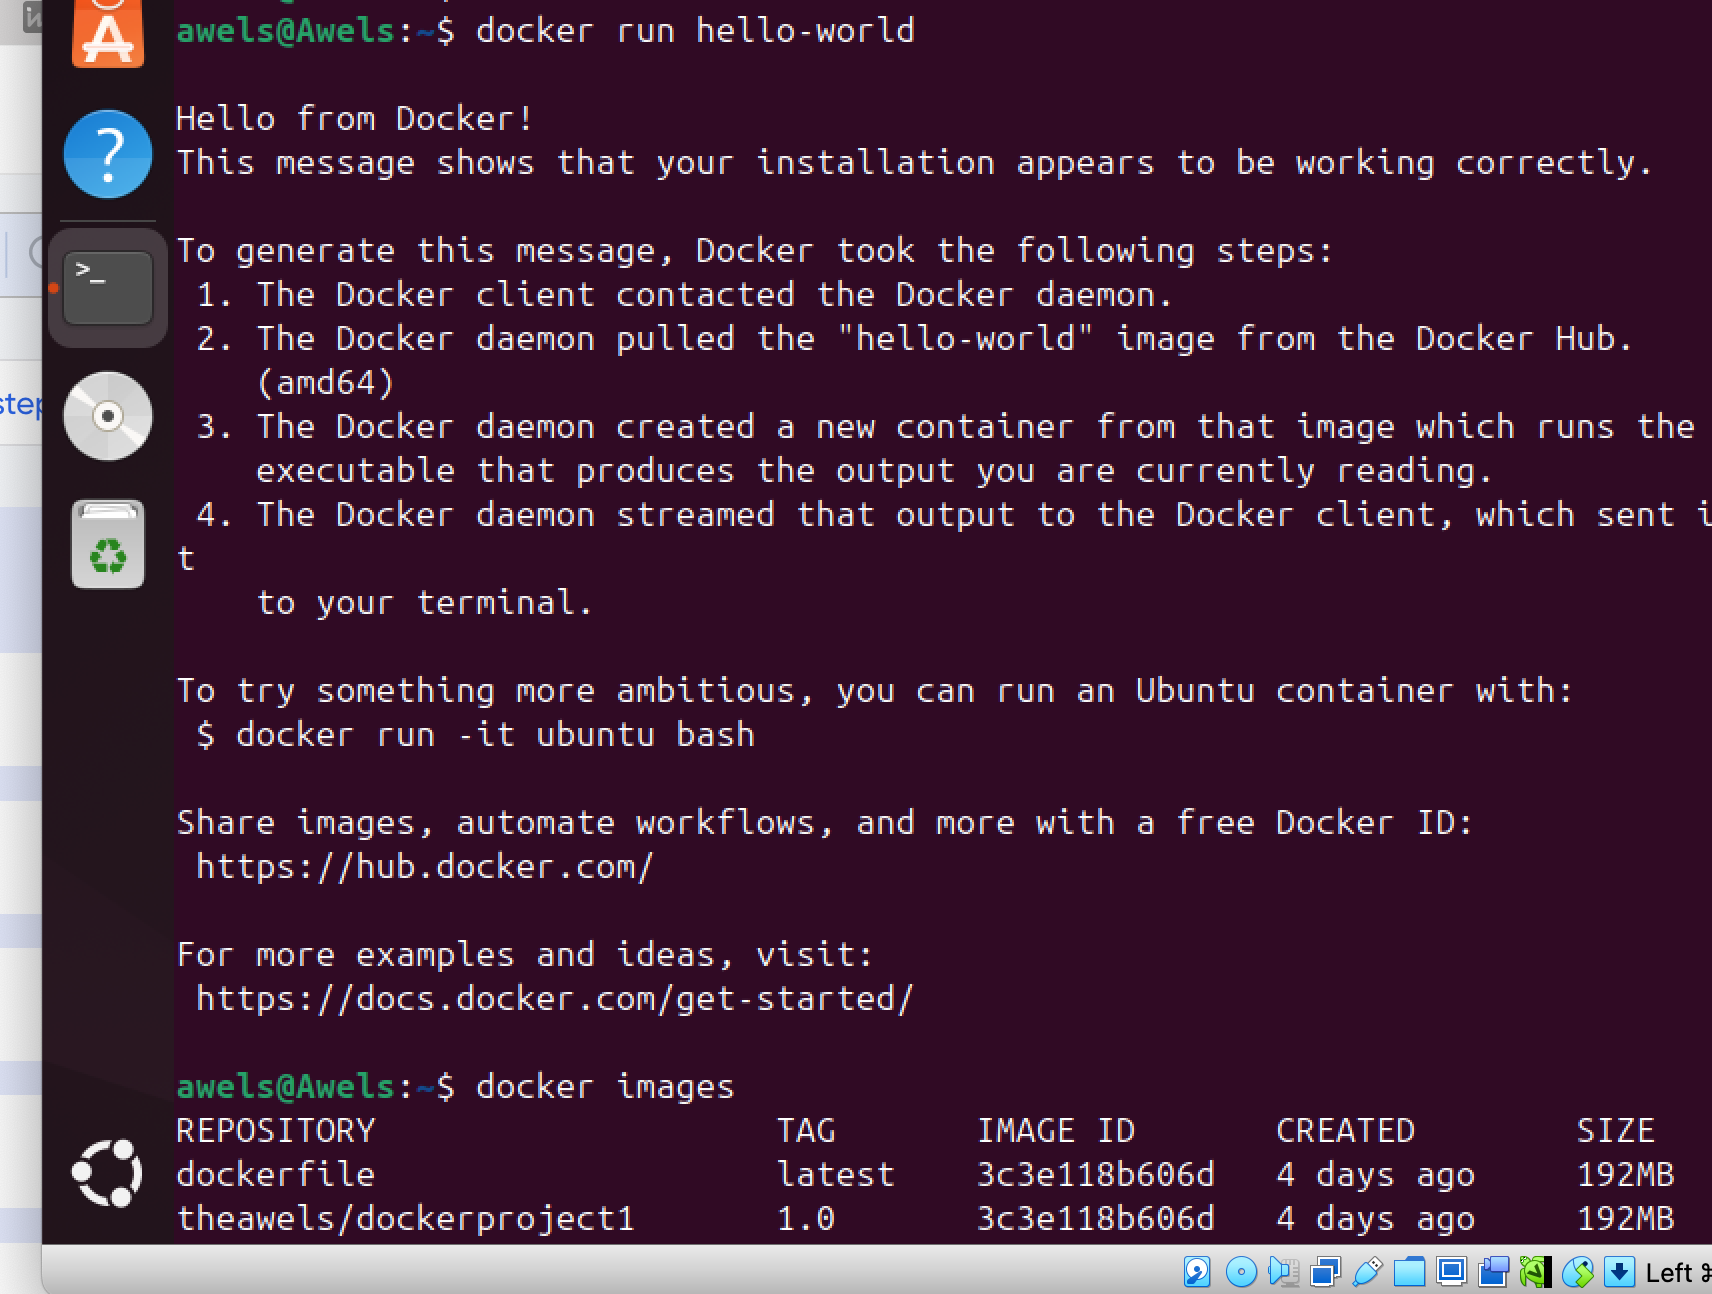 awels@Awels:~$ docker run hello-world
Hello from Docker!
This message shows that your installation appears to be working correctly.
To generate this message, Docker took the following steps:
1. The Docker client contacted the Docker daemon.
2. The Docker daemon pulled the "hello-world" image from the Docker Hub.
(amd64)
3. The Docker daemon created a new container from that image which runs the
executable that produces the output you are currently reading.
4. The Docker daemon streamed that output to the Docker client, which sent i
t
to your terminal.
To try something more ambitious, you can run an Ubuntu container with:
$ docker run -it ubuntu bash
Share images, automate workflows, and more with a free Docker ID:
https://hub.docker.com/
For more examples and ideas, visit:
https://docs.docker.com/get-started/
awels@Awels:~$ docker images
REPOSITORY TAG IMAGE ID CREATED SIZE
dockerfile latest 3c3e118b606d 4 days ago 192MB
theawels/dockerproject1 1.0 3c3e118b606d 4 days ago 192MB
Left ⌘